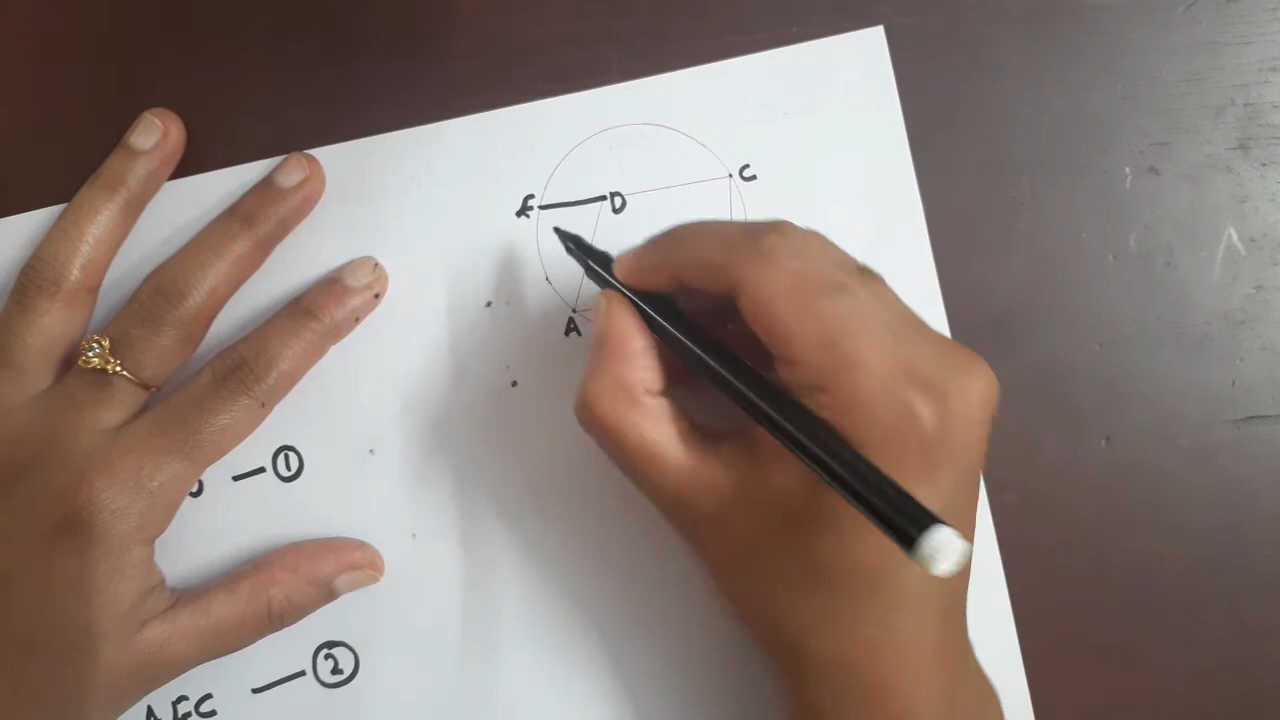 C
E D
A
— ①
AEC — ②